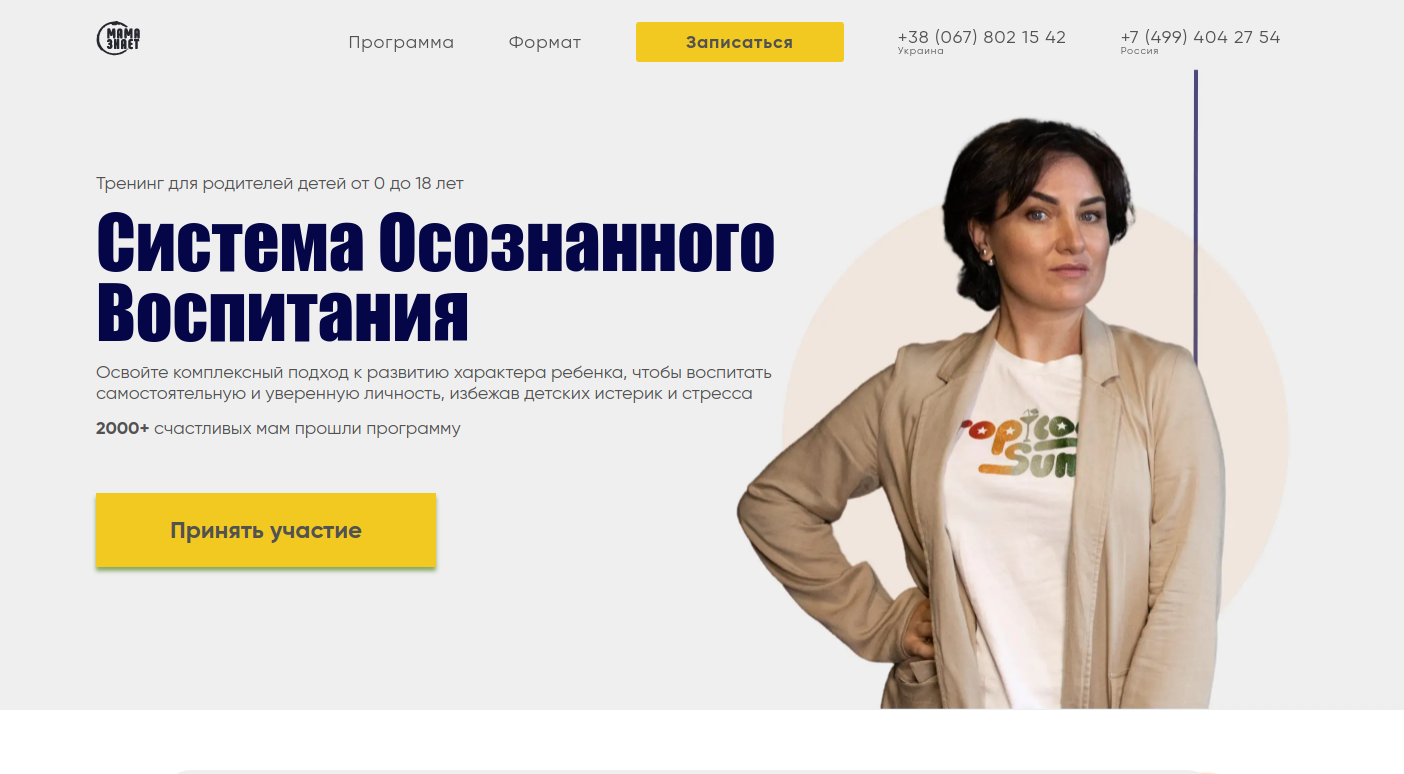 МАМА
ЗНАЕТ
Программа
Формат
Записаться
+38 (067) 802 15 42
Украина
+7 (499) 404 27 54
Россия
Тренинг для родителей детей от 0 до 18 лет
Система Осознанного
Воспитания
Освойте комплексный подход к развитию характера ребенка, чтобы воспитать
самостоятельную и уверенную личность, избежав детских истерик и стресса
2000+ счастливых мам прошли программу
Принять участие